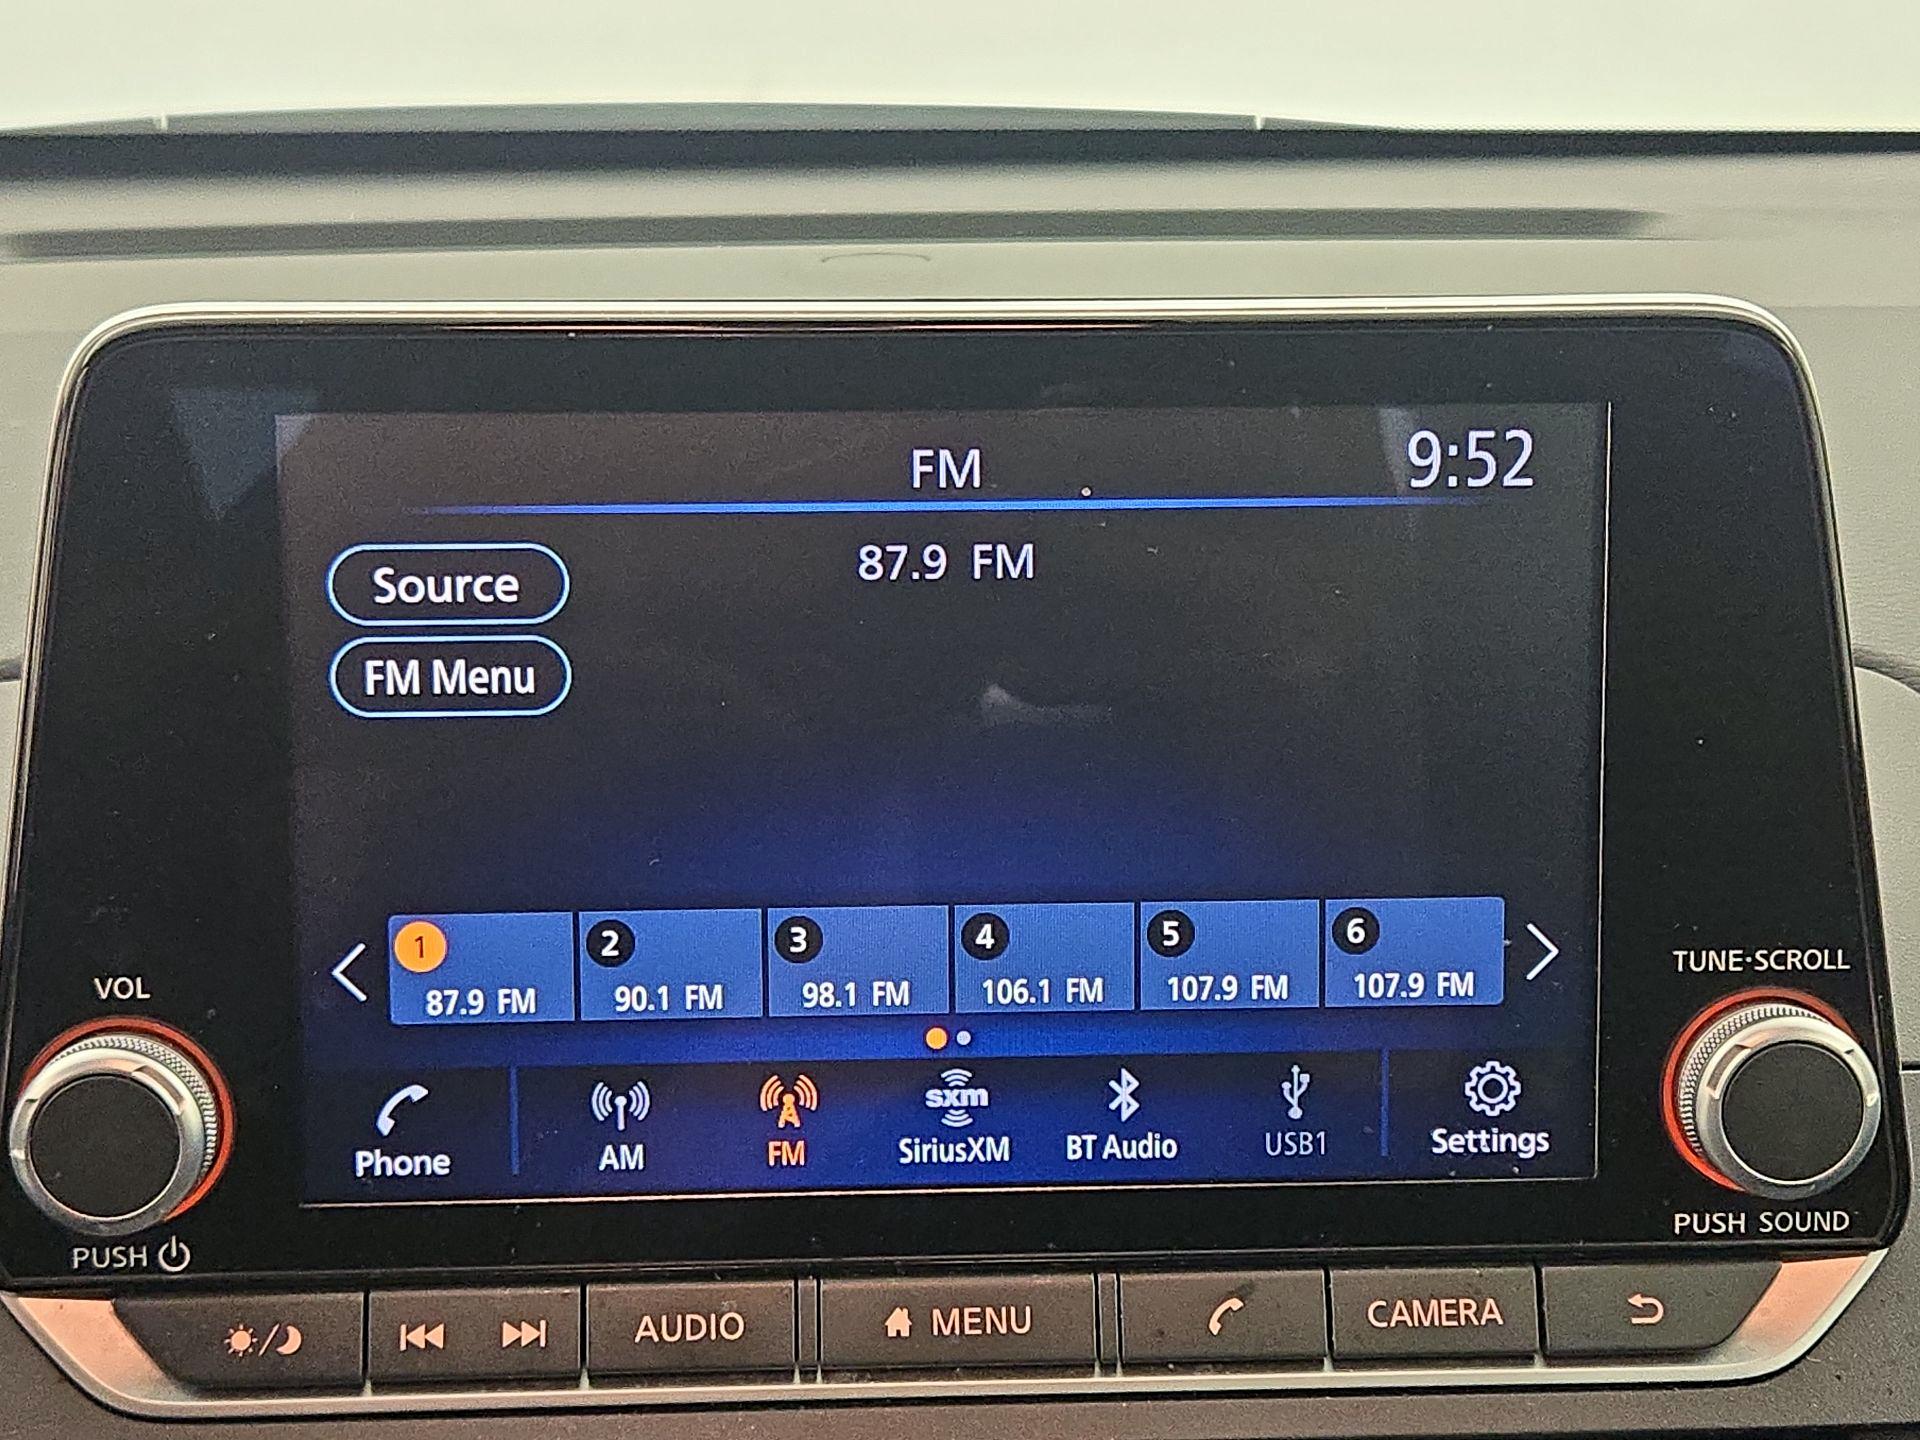 FM 9:52
87.9 FM
Source
FM Menu
1 2 3 4 5 6
87.9 FM 90.1 FM 98.1 FM 106.1 FM 107.9 FM 107.9 FM
sxm
Phone AM FM SiriusXM BT Audio USB1 Settings
VOL
PUSH
TUNE·SCROLL
PUSH SOUND
AUDIO MENU CAMERA